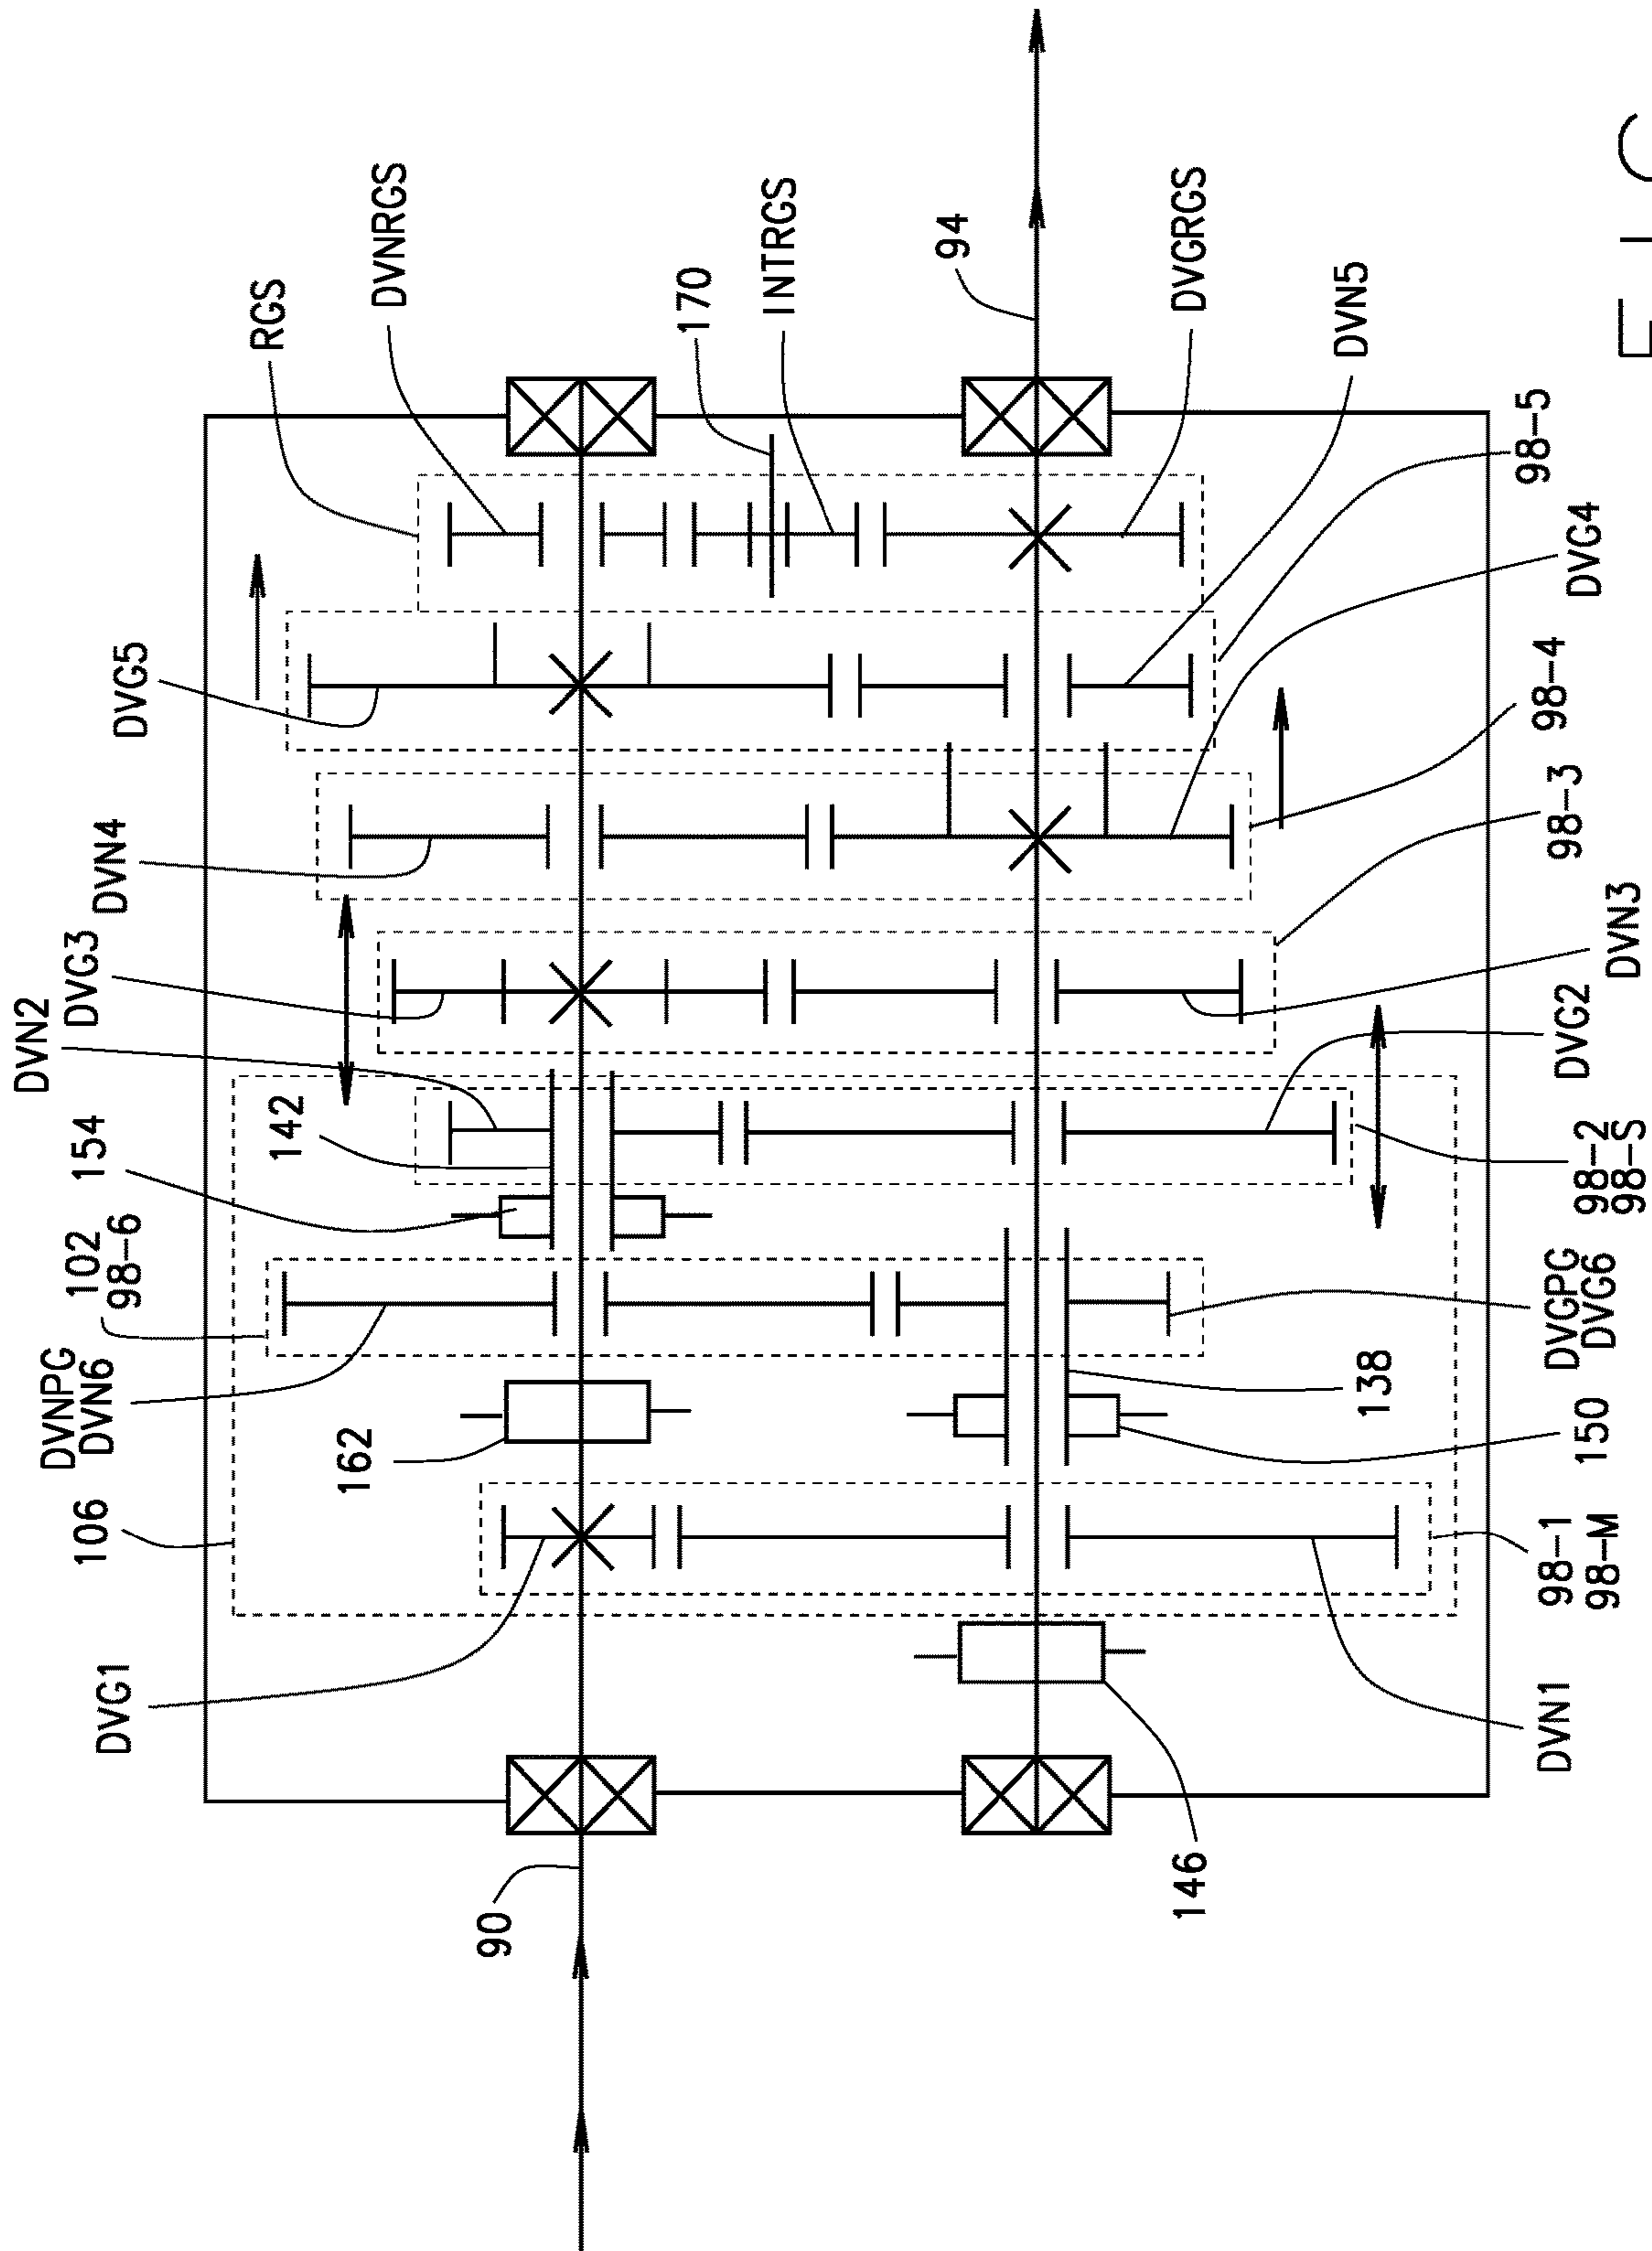 DVG1
106
DVNPG
DVN6
102
98-6
154
DVN2
DVG3
DVN4
DVG5
162
142
RGS
DVNRGS
90
170
INTRGS
94
146
DVGRGS
138
DVN5
DVN1
98-1
98-M
150
DVGPG
DVG6
98-2
98-S
DVG2
DVN3
98-3
98-4
DVG4
98-5